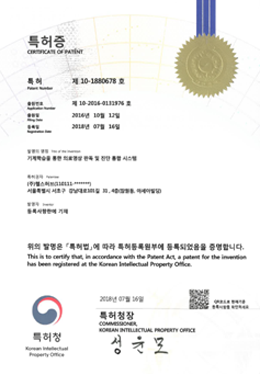 특허증
CERTIFICATE OF PATENT
특 허 제 10-1880678 호
Patent Number
출원번호 제 10-2016-0131976 호
Application Number
출원일 2016년 10월 12일
Filing Date
등록일 2018년 07월 16일
Registration Date
발명의 명칭 Title of the Invention
기계학습을 통한 의료영상 판독 및 진단 통합 시스템
특허권자 Patentee
(주)헬스허브(110111-*******)
서울특별시 서초구 강남대로101길
발명자 Inventor
등록사항란에 기재
위의 발명은 「특허법」에 따라 특허등록원부에 등록되었음을 증명합니다.
This is to certify that, in accordance with the Patent Act, a patent for the invention
has been registered at the Korean Intellectual Property Office.
2018년 07월 16일
특허청장
COMMISSIONER,
KOREAN INTELLECTUAL PROPERTY OFFICE
성윤모
특허청
Korean Intellectual
Property Office